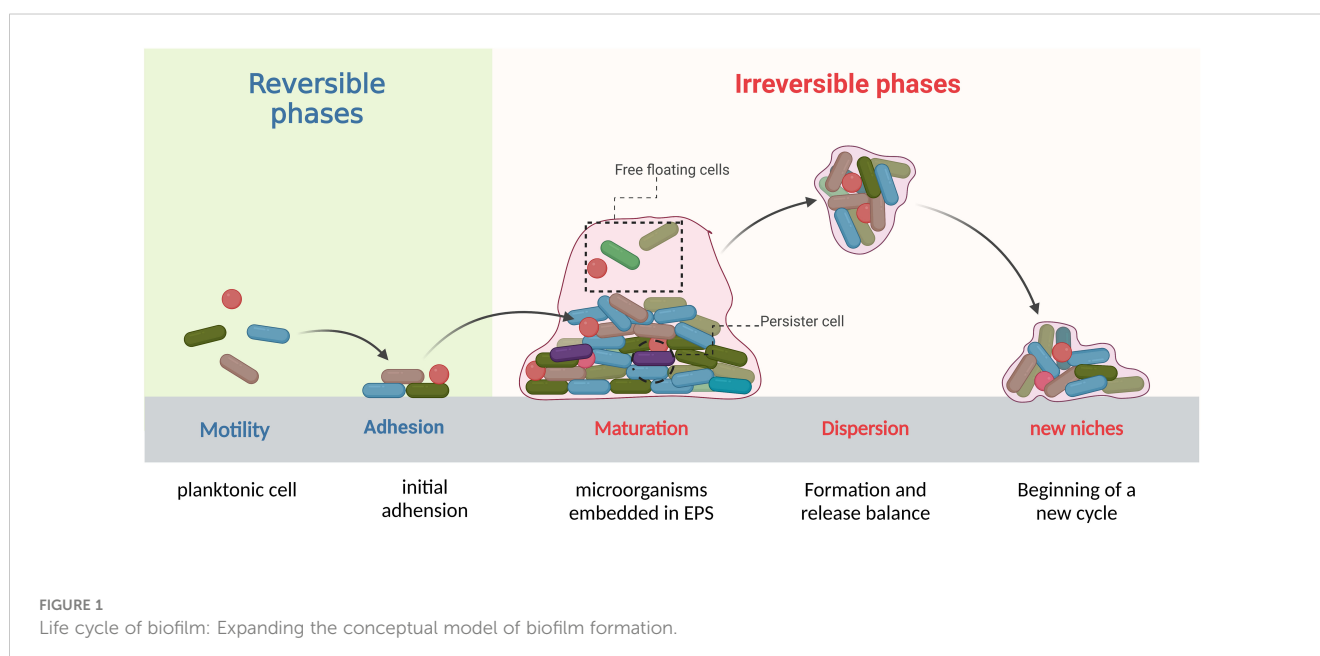 Reversible
phases
Irreversible phases
Free floating cells
Persister cell
Motility
Adhesion
Maturation
Dispersion
new niches
planktonic cell
initial
adhension
microorganisms
embedded in EPS
Formation and
release balance
Beginning of a
new cycle
FIGURE 1
Life cycle of biofilm: Expanding the conceptual model of biofilm formation.